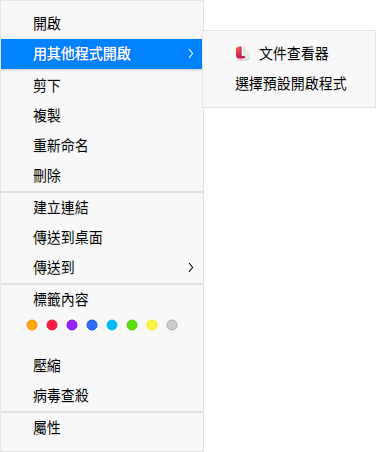 開啟
用其他程式開啟
文件查看器
選擇預設開啟程式
剪下
複製
重新命名
刪除
建立連結
傳送到桌面
傳送到
標籤內容
壓縮
病毒查殺
屬性